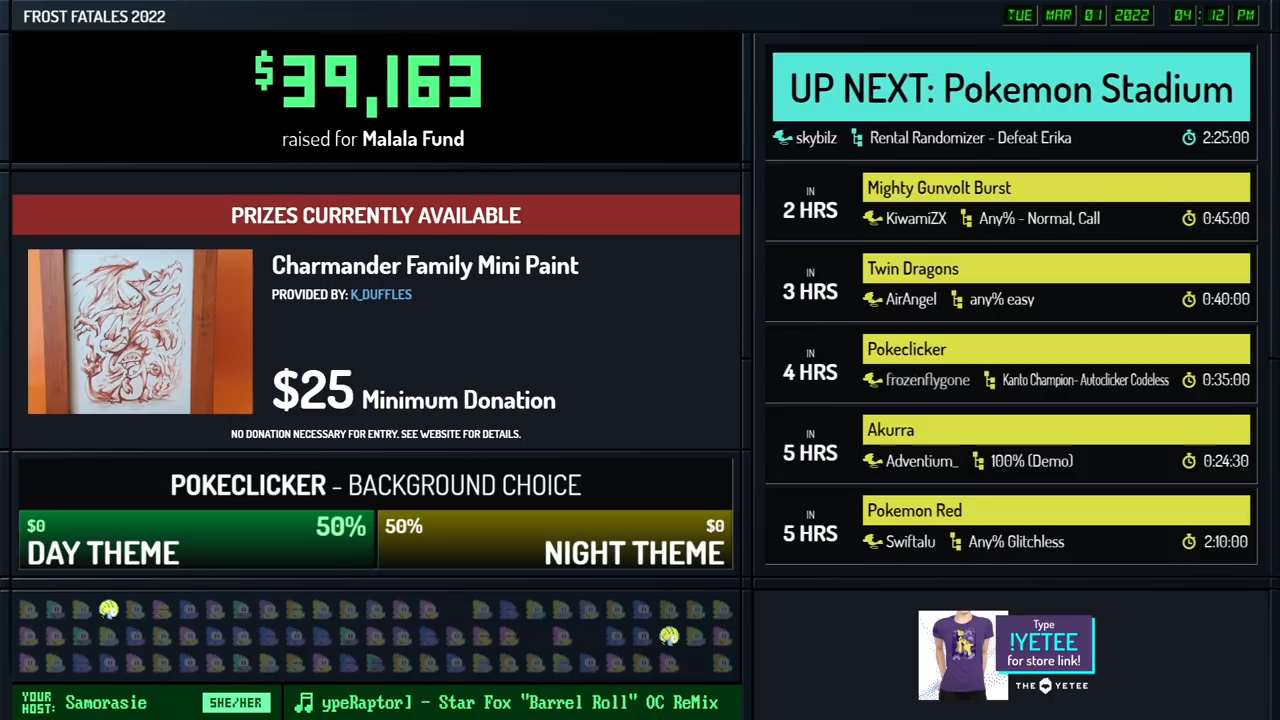 FROST FATALES 2022
TUE MAR 01 2022 04:12 PM
$39,163
raised for Malala Fund
PRIZES CURRENTLY AVAILABLE
Charmander Family Mini Paint
PROVIDED BY: K_DUFFLES
$25 Minimum Donation
NO DONATION NECESSARY FOR ENTRY. SEE WEBSITE FOR DETAILS.
POKECLICKER - BACKGROUND CHOICE
$0 50% 50% $0
DAY THEME NIGHT THEME
YOUR HOST: Samorasie SHE/HER
ypeRaptor] - Star Fox "Barrel Roll" OC ReMix
UP NEXT: Pokemon Stadium
skybilz Rental Randomizer - Defeat Erika 2:25:00
IN 2 HRS
Mighty Gunvolt Burst
KiwamiZX Any% - Normal, Call 0:45:00
IN 3 HRS
Twin Dragons
AirAngel any% easy 0:40:00
IN 4 HRS
Pokeclicker
frozenflygone Kanto Champion- Autoclicker Codeless 0:35:00
IN 5 HRS
Akurra
Adventium_ 100% (Demo) 0:24:30
IN 5 HRS
Pokemon Red
Swiftalu Any% Glitchless 2:10:00
Type
!YETEE
for store link!
THE YETEE